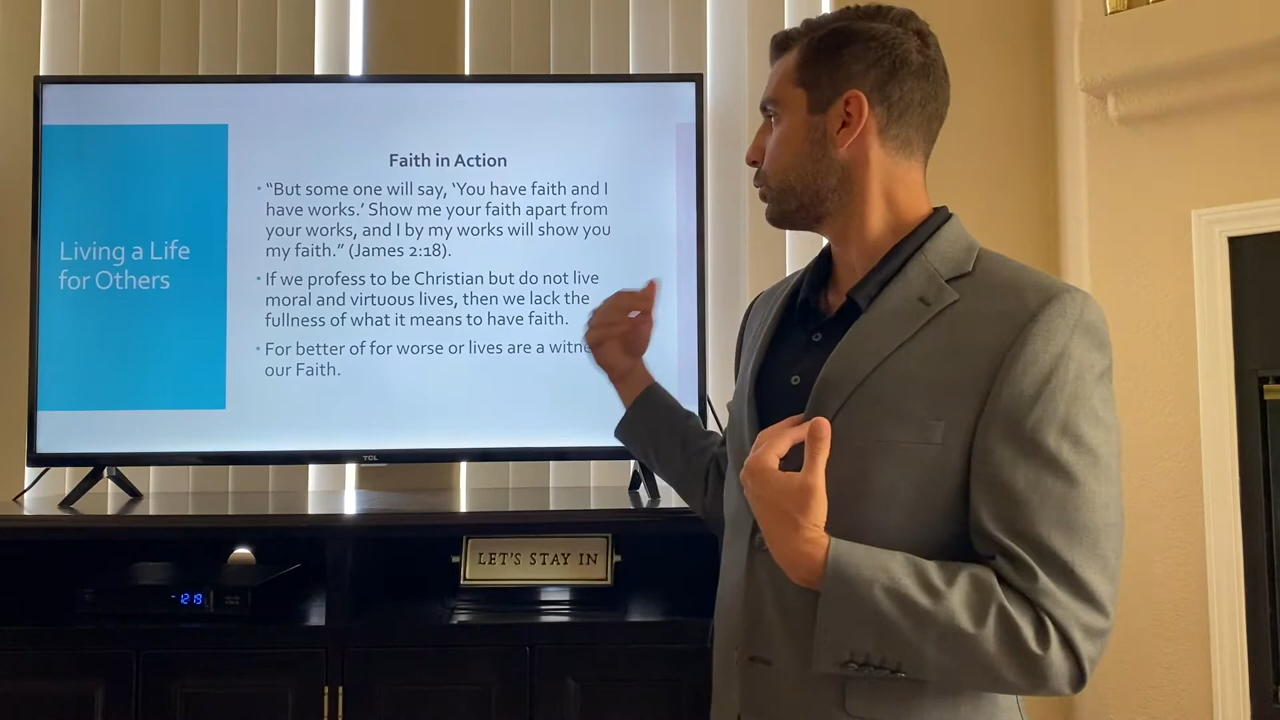 Living a Life
for Others
Faith in Action
• “But some one will say, ‘You have faith and I
have works.’ Show me your faith apart from
your works, and I by my works will show you
my faith.” (James 2:18).
• If we profess to be Christian but do not live
moral and virtuous lives, then we lack the
fullness of what it means to have faith.
• For better of for worse or lives are a witne
our Faith.
TCL
LET'S STAY IN
12:19